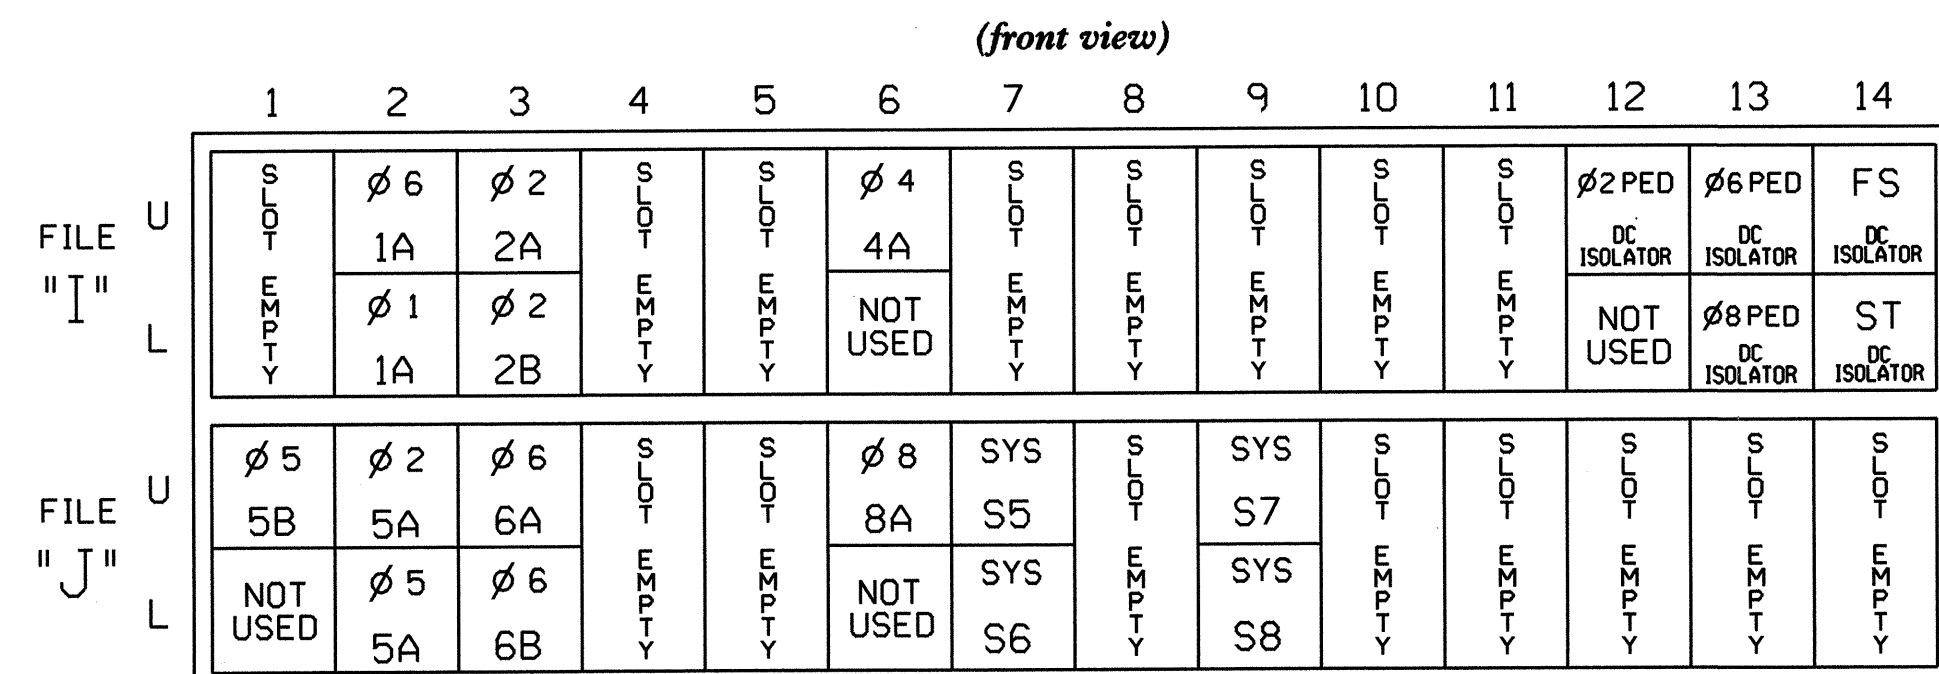 (front view)
1 2 3 4 5 6 7 8 9 10 11 12 13 14
FILE "I"
U
L
SLOT EMPTY
Ø 6
1A
Ø 1
1A
Ø 2
2A
Ø 2
2B
SLOT EMPTY
SLOT EMPTY
Ø 4
4A
NOT
USED
SLOT EMPTY
SLOT EMPTY
SLOT EMPTY
SLOT EMPTY
SLOT EMPTY
Ø2 PED
DC
ISOLATOR
NOT
USED
Ø6 PED
DC
ISOLATOR
Ø8 PED
DC
ISOLATOR
FS
DC
ISOLATOR
ST
DC
ISOLATOR
FILE "J"
U
L
Ø 5
5B
NOT
USED
Ø 2
5A
Ø 5
5A
Ø 6
6A
Ø 6
6B
SLOT EMPTY
SLOT EMPTY
Ø 8
8A
NOT
USED
SYS
S5
SYS
S6
SLOT EMPTY
SYS
S7
SYS
S8
SLOT EMPTY
SLOT EMPTY
SLOT EMPTY
SLOT EMPTY
SLOT EMPTY